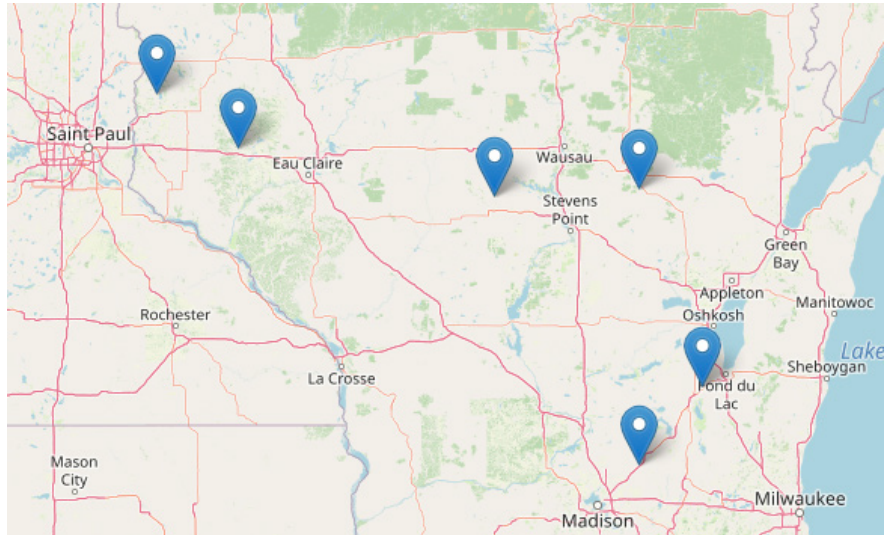 Saint Paul
Eau Claire
Wausau
Stevens
Point
Green
Bay
Appleton
Rochester
Oshkosh
Manitowoc
Lake
La Crosse
Sheboygan
Fond du
Lac
Mason
City
Milwaukee
Madison